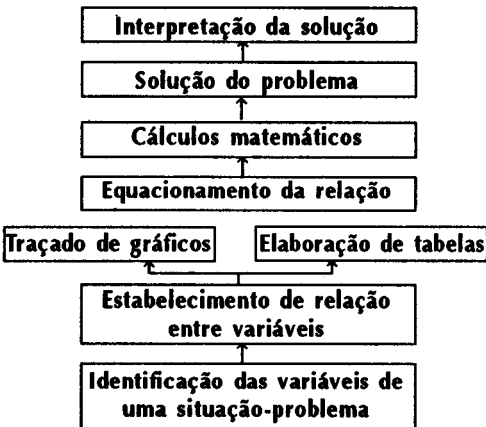 Interpretação da solução
Solução do problema
Cálculos matemáticos
Equacionamento da relação
Traçado de gráficos
Elaboração de tabelas
Estabelecimento de relação
entre variáveis
Identificação das variáveis de
uma situação-problema